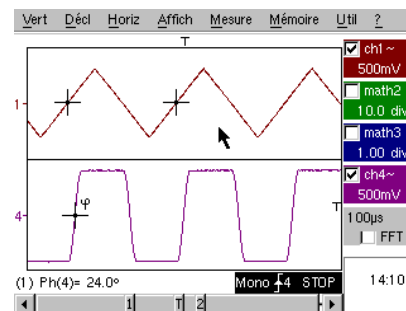 Vert Décl Horiz Affich Mesure Mémoire Util ?
T
ch1~
500mV
1
math2
10.0 div
math3
1.00 div
ch4~
500mV
φ
T
4
100µs
FFT
(1) Ph(4)= 24.0° Mono 4 STOP
14:10
1 T 2